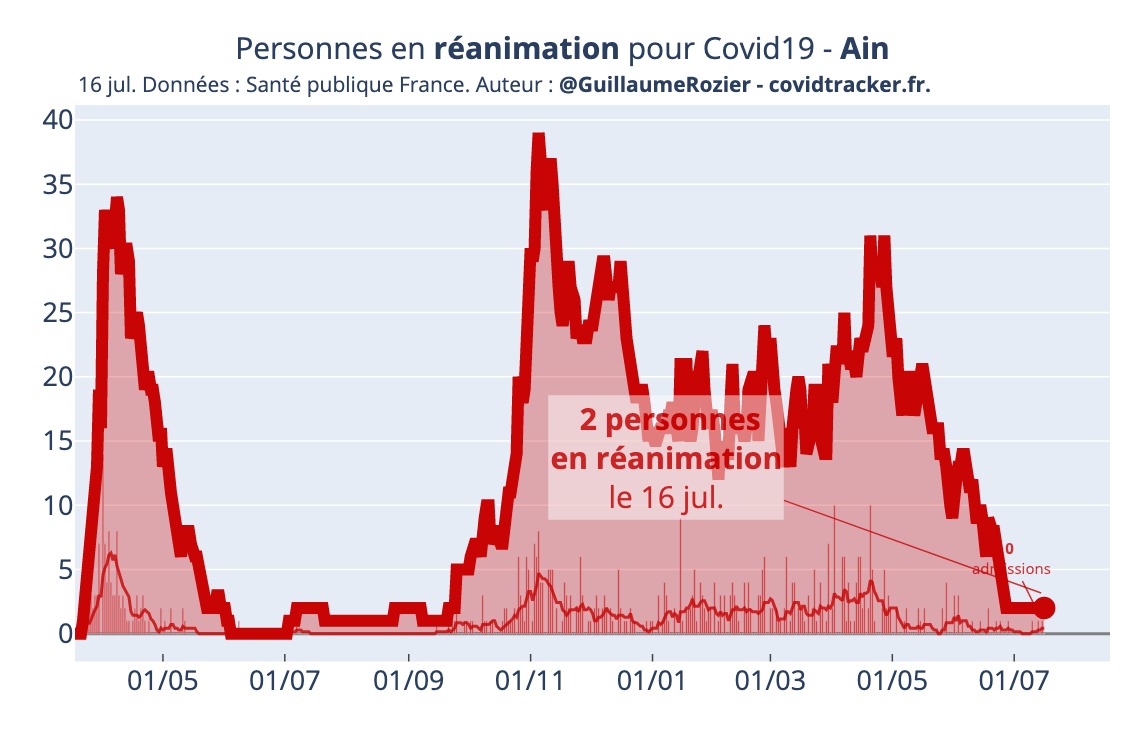 Personnes en réanimation pour Covid19 - Ain
16 jul. Données : Santé publique France. Auteur : @GuillaumeRozier - covidtracker.fr.
40
35
30
25
20
15
10
5
0
2 personnes
en réanimation
le 16 jul.
0
admissions
01/05 01/07 01/09 01/11 01/01 01/03 01/05 01/07